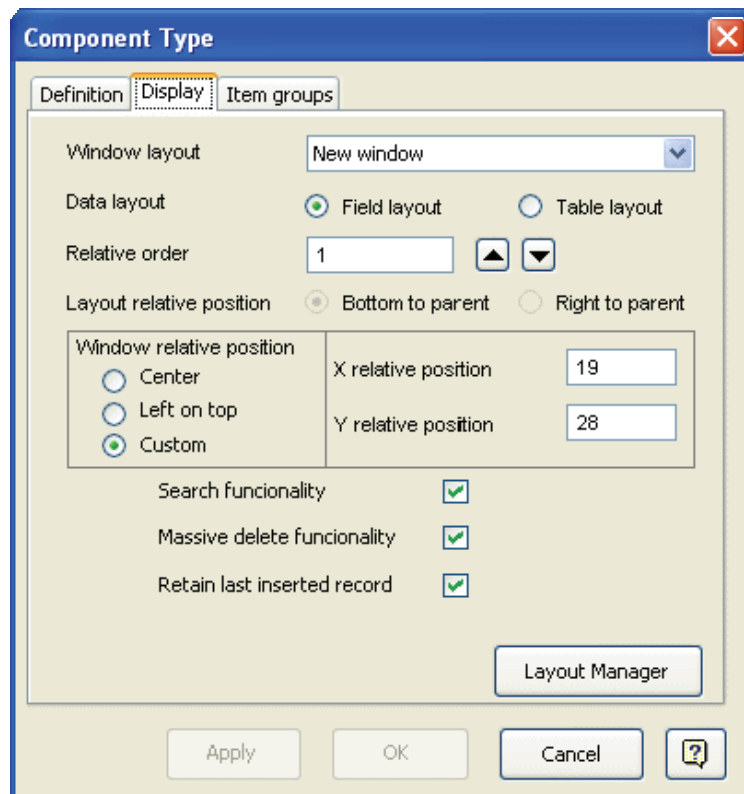 Component Type
Definition Display Item groups
Window layout New window
Data layout Field layout Table layout
Relative order 1
Layout relative position Bottom to parent Right to parent
Window relative position
Center
Left on top
Custom
X relative position 19
Y relative position 28
Search funcionality
Massive delete funcionality
Retain last inserted record
Layout Manager
Apply OK Cancel ?